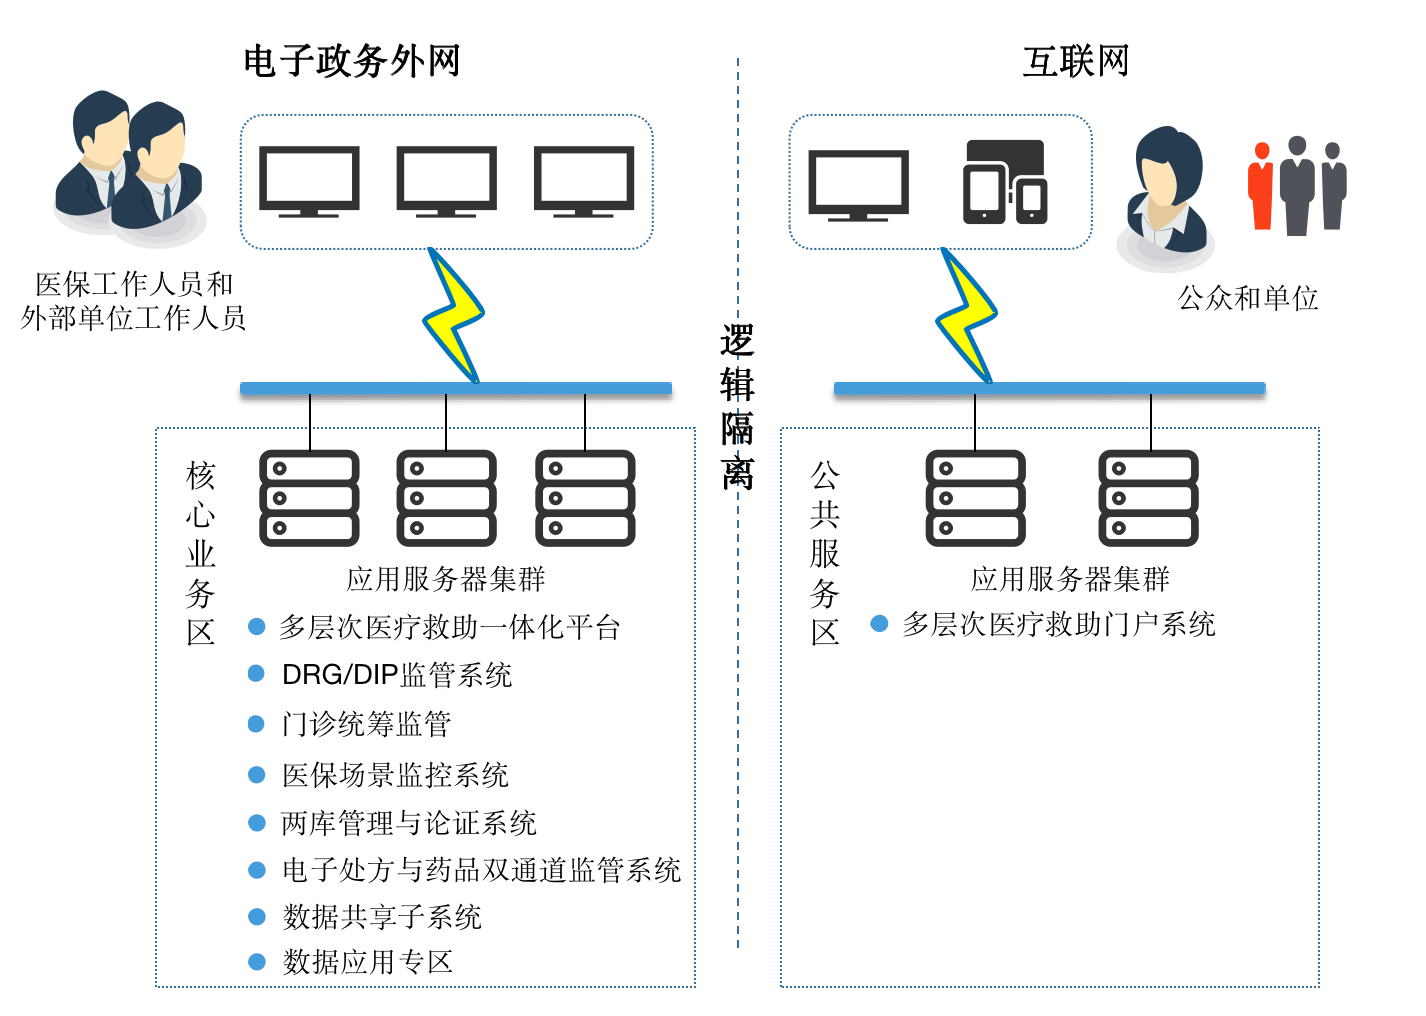 电子政务外网
医保工作人员和
外部单位工作人员
核心业务区
应用服务器集群
多层次医疗救助一体化平台
DRG/DIP监管系统
门诊统筹监管
医保场景监控系统
两库管理与论证系统
电子处方与药品双通道监管系统
数据共享子系统
数据应用专区
逻辑隔离
互联网
公众和单位
公共服务区
应用服务器集群
多层次医疗救助门户系统